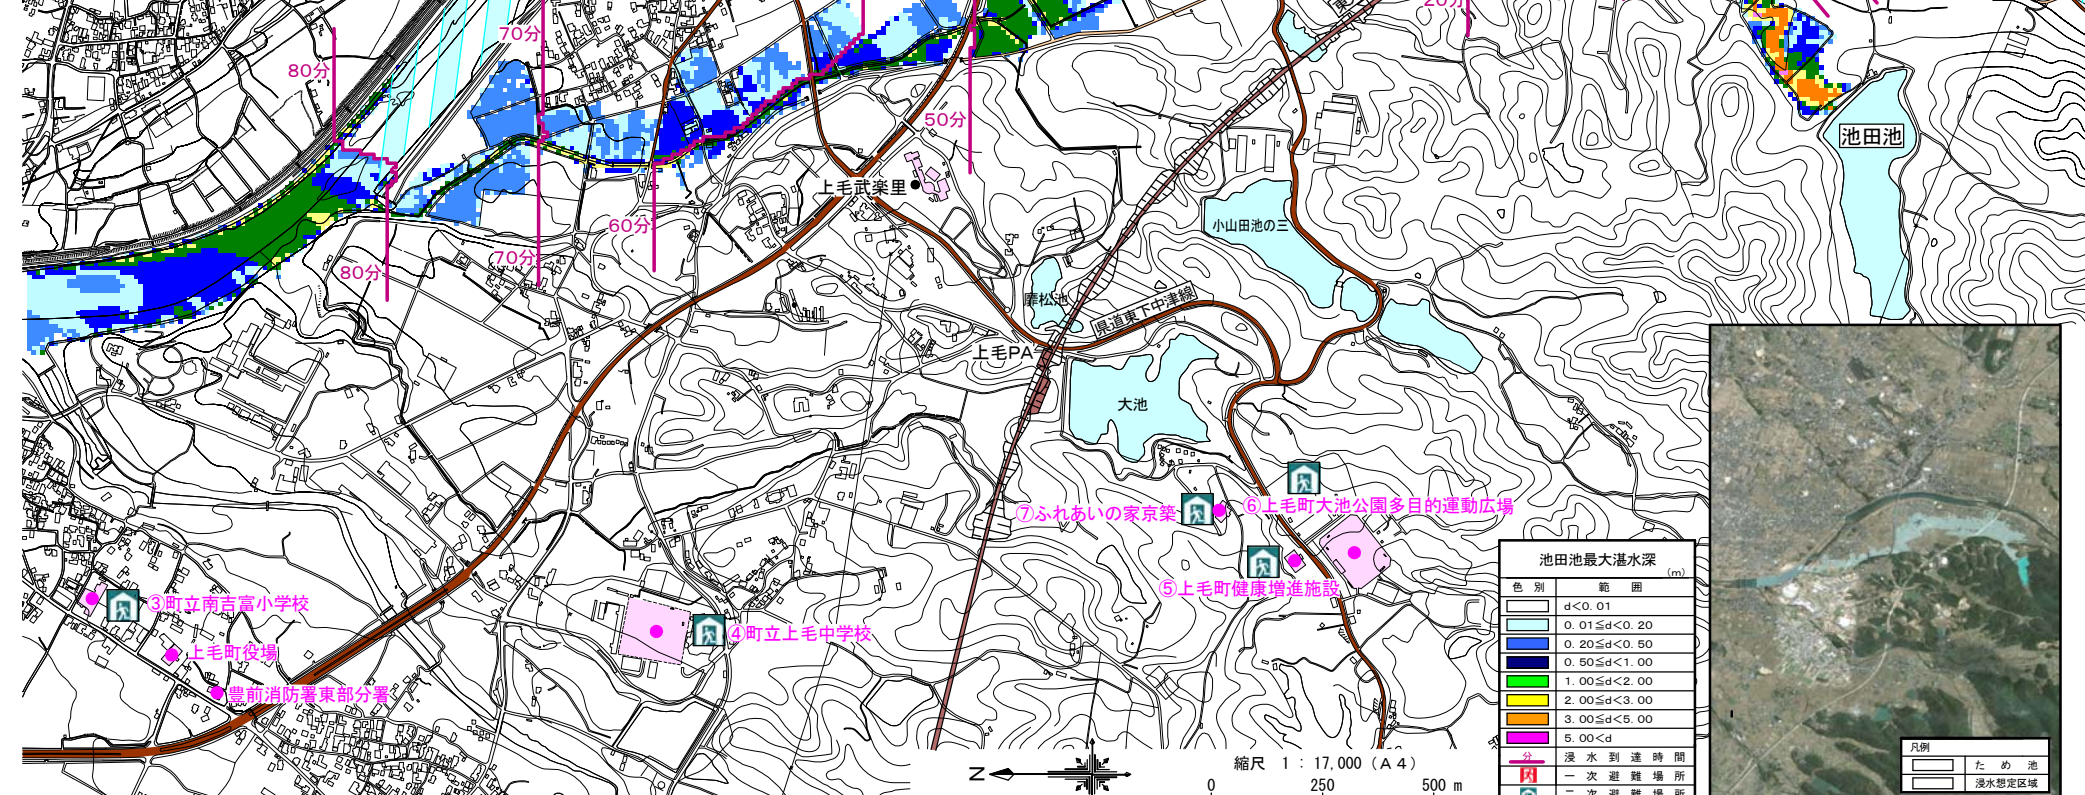 70分
80分
20分
50分
池田池
上毛武楽里
60分
小山田池の三
70分
80分
摩松池
県道東下中津線
上毛PA
大池
⑦ふれあいの家京築
⑥上毛町大池公園多目的運動広場
⑤上毛町健康増進施設
③町立南吉富小学校
④町立上毛中学校
上毛町役場
豊前消防署東部分署
池田池最大湛水深
(m)
色別 範囲
d<0.01
0.01≦d<0.20
0.20≦d<0.50
0.50≦d<1.00
1.00≦d<2.00
2.00≦d<3.00
3.00≦d<5.00
5.00<d
分 浸水到達時間
一次避難場所
二次避難場所
凡例
ため池
浸水想定区域
N
縮尺 1:17,000(A4)
0 250 500 m